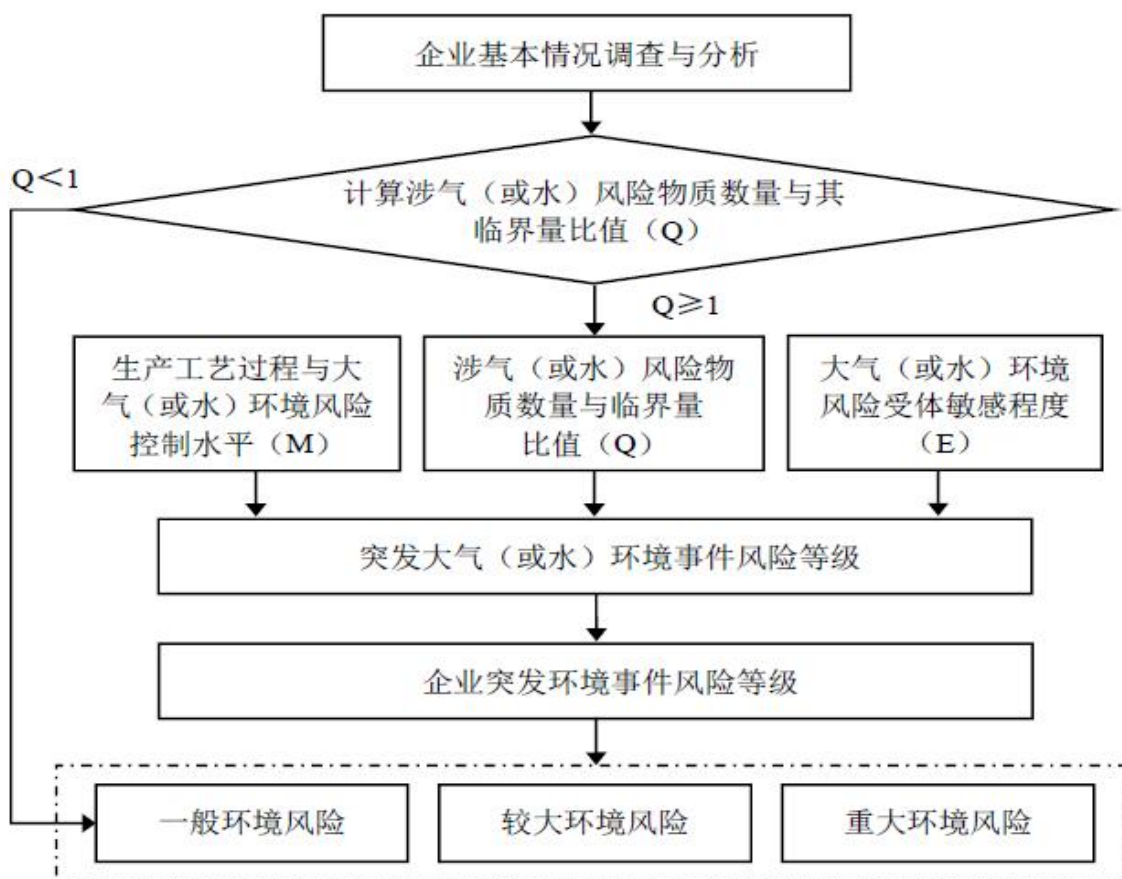 企业基本情况调查与分析
Q<1
计算涉气（或水）风险物质数量与其
临界量比值（Q）
Q≥1
生产工艺过程与大
气（或水）环境风险
控制水平（M）
涉气（或水）风险物
质数量与临界量
比值（Q）
大气（或水）环境
风险受体敏感程度
（E）
突发大气（或水）环境事件风险等级
企业突发环境事件风险等级
一般环境风险
较大环境风险
重大环境风险